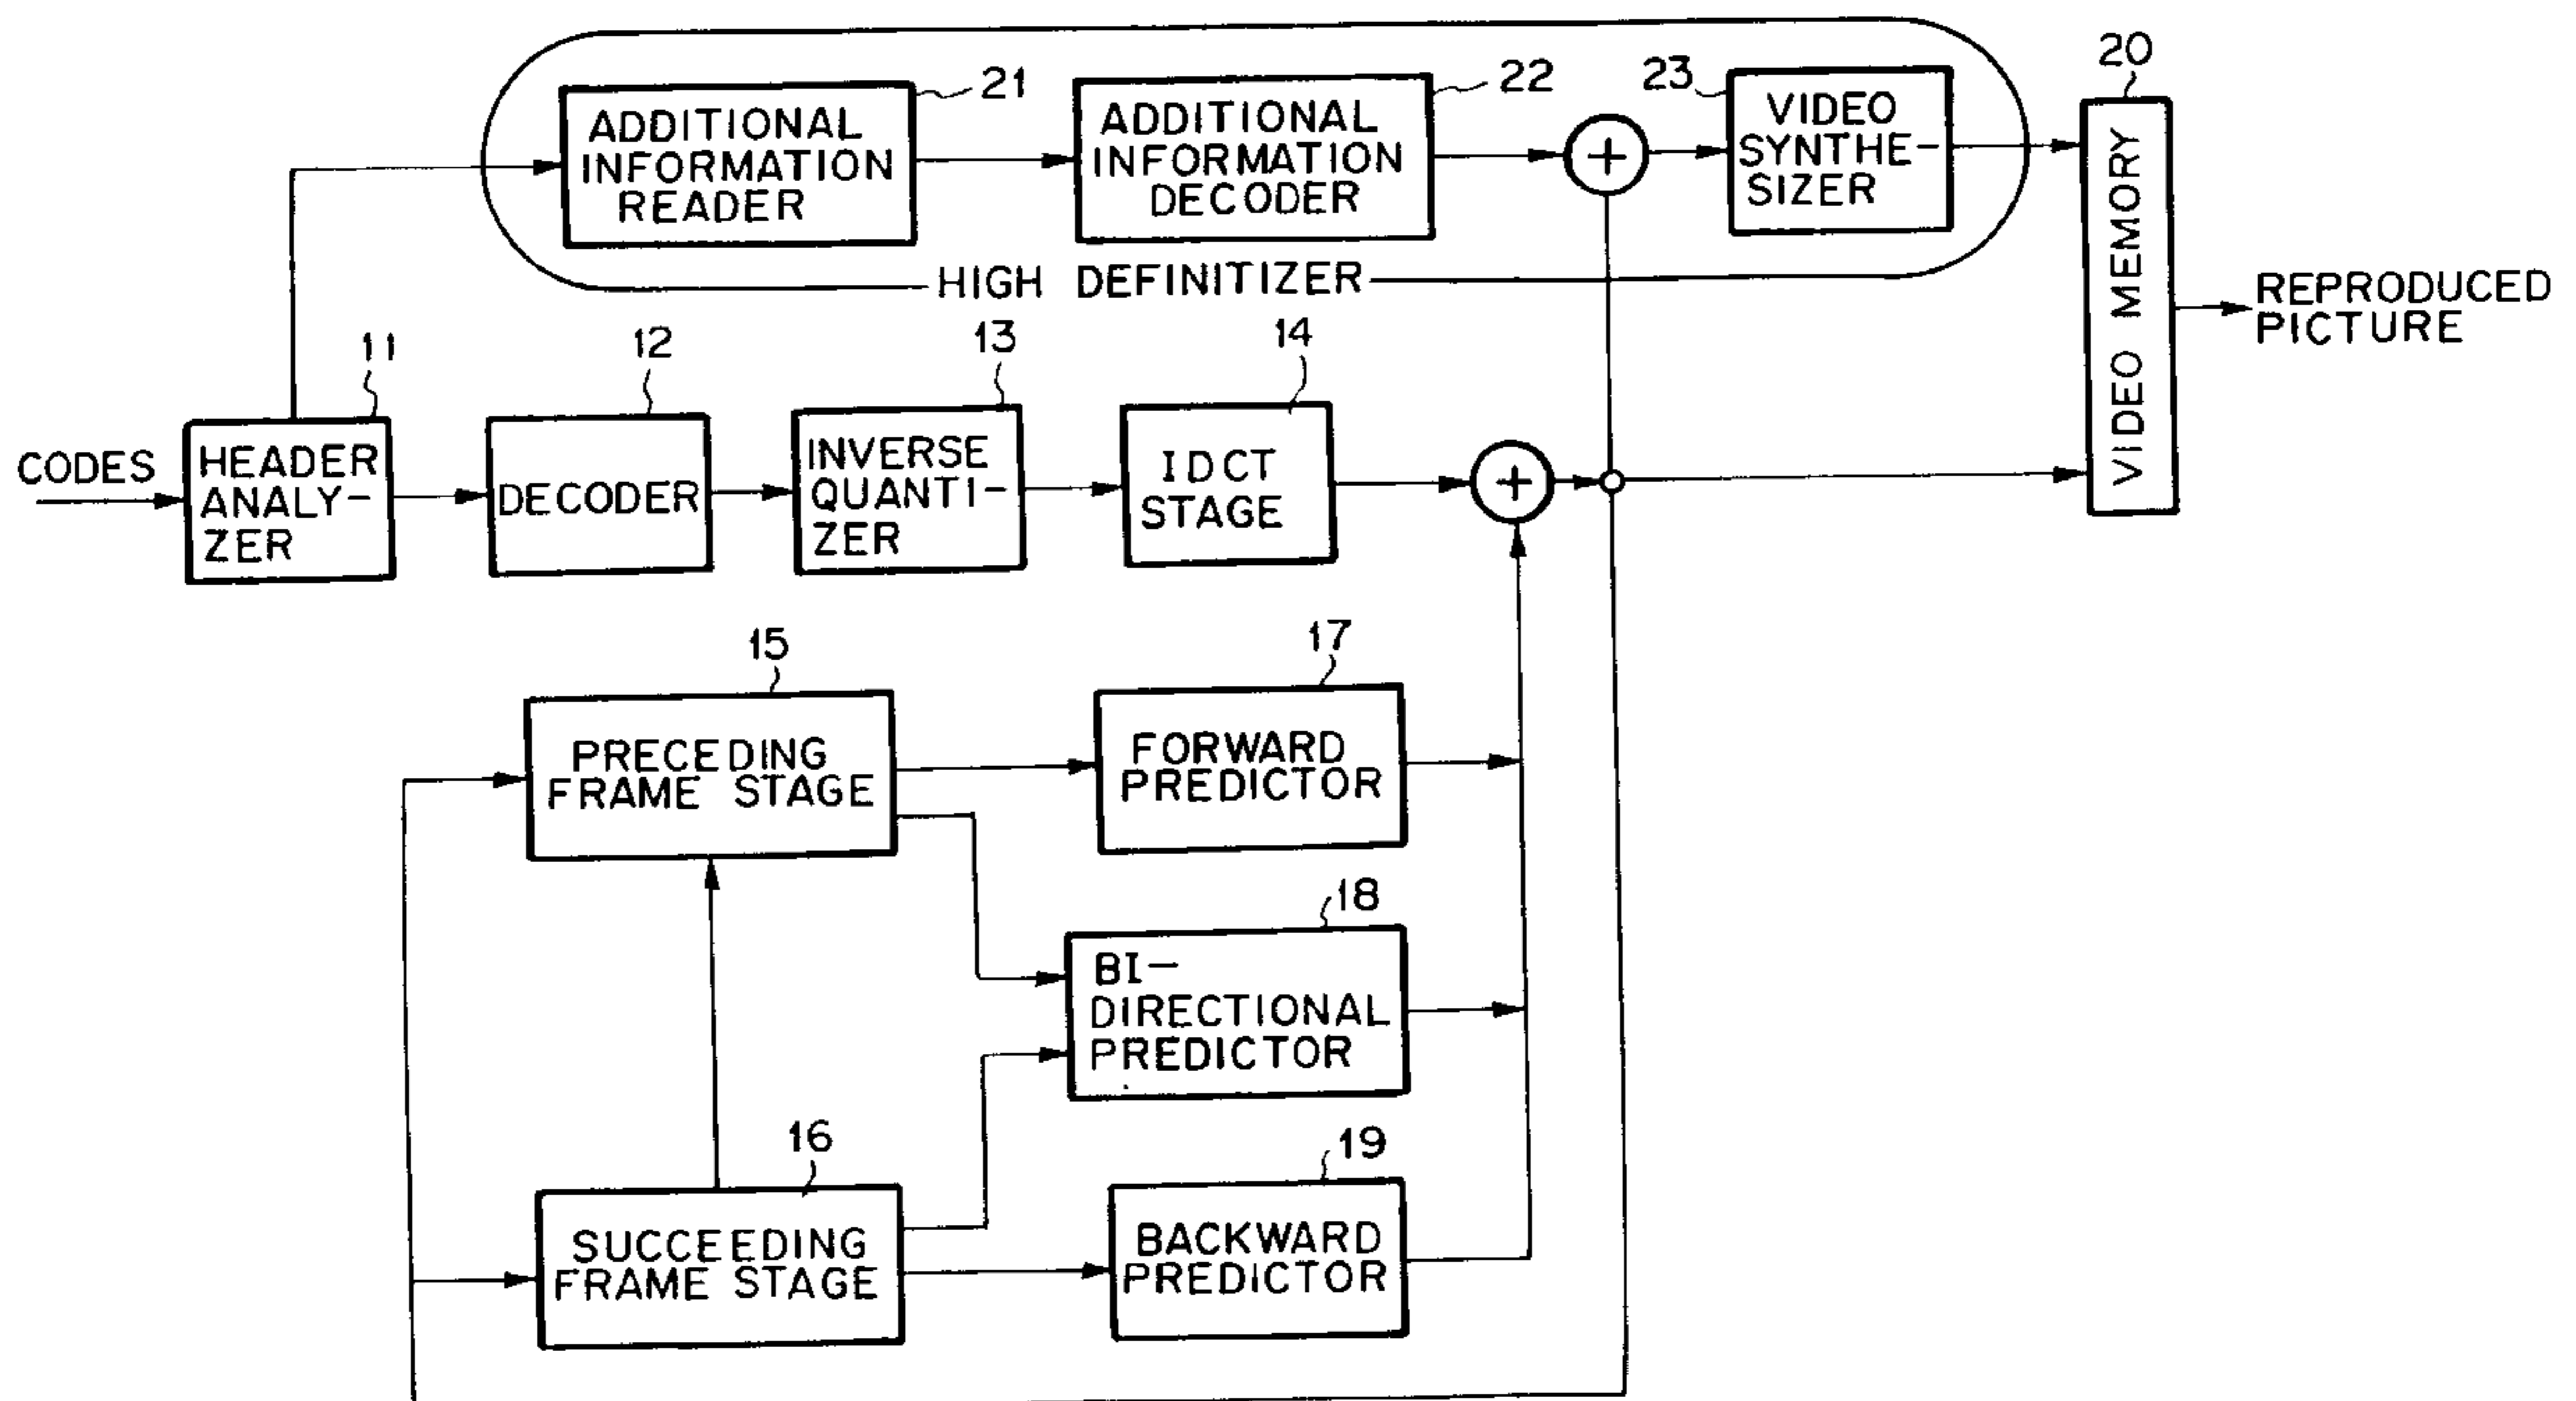 20
21
22
23
ADDITIONAL
INFORMATION
READER
ADDITIONAL
INFORMATION
DECODER
+
VIDEO
SYNTHE-
SIZER
VIDEO MEMORY
HIGH DEFINITIZER
REPRODUCED
PICTURE
11
12
13
14
CODES
HEADER
ANALY-
ZER
DECODER
INVERSE
QUANTI-
ZER
IDCT
STAGE
+
15
17
PRECEDING
FRAME STAGE
FORWARD
PREDICTOR
18
BI-
DIRECTIONAL
PREDICTOR
16
19
SUCCEEDING
FRAME STAGE
BACKWARD
PREDICTOR